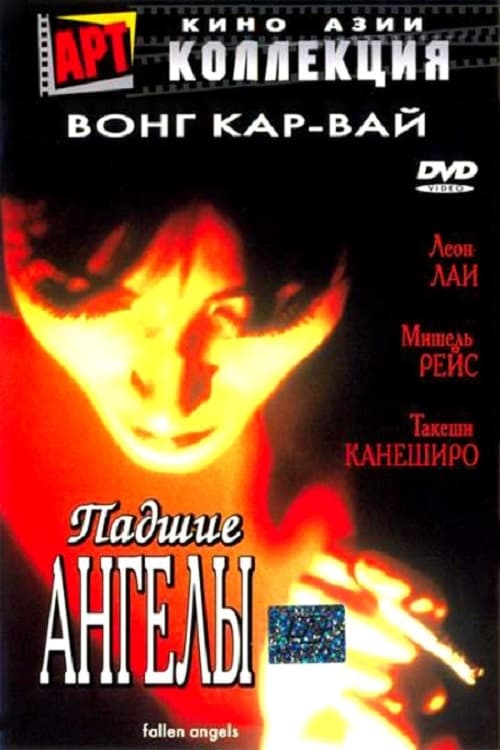 АРТ
КИНО АЗИИ
КОЛЛЕКЦИЯ
ВОНГ КАР-ВАЙ
DVD
VIDEO
Леон
ЛАИ
Мишель
РЕЙС
Такеши
КАНЕШИРО
Падшие
АНГЕЛЫ
fallen angels